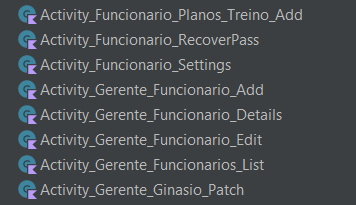 Activity_Funcionario_Planos_Treino_Add
Activity_Funcionario_RecoverPass
Activity_Funcionario_Settings
Activity_Gerente_Funcionario_Add
Activity_Gerente_Funcionario_Details
Activity_Gerente_Funcionario_Edit
Activity_Gerente_Funcionarios_List
Activity_Gerente_Ginasio_Patch